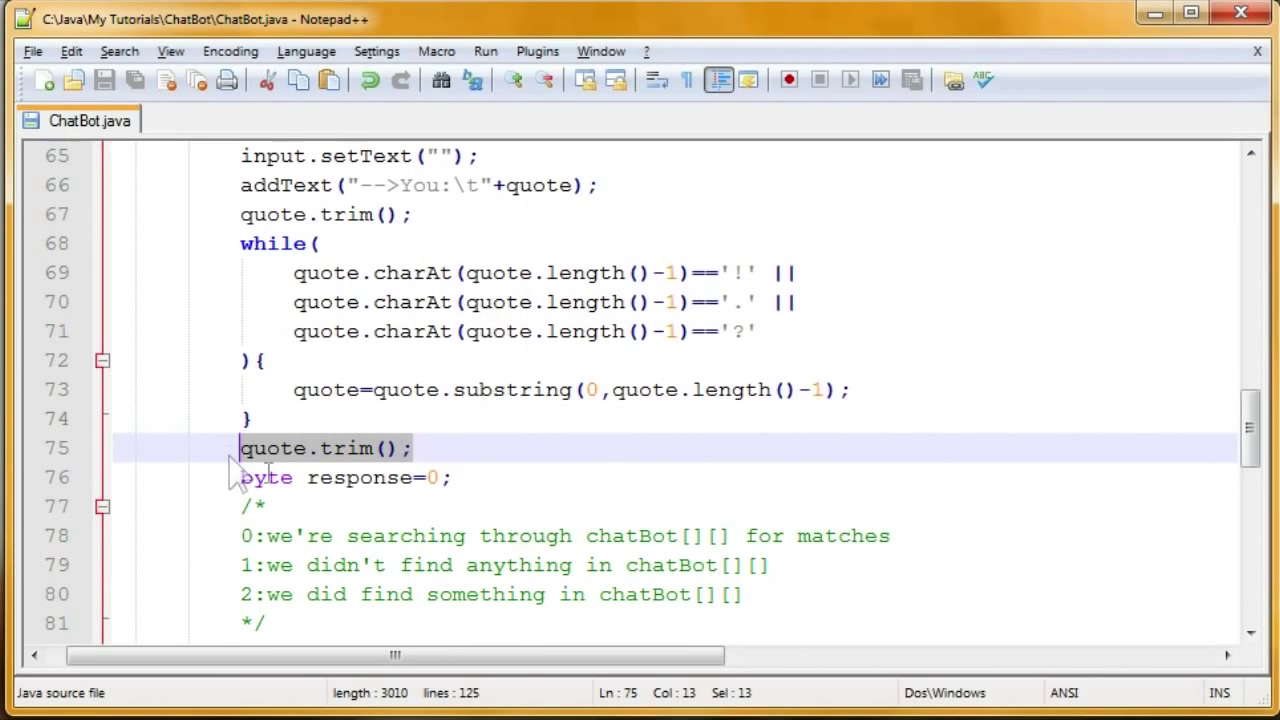 C:\Java\My Tutorials\ChatBot\ChatBot.java - Notepad++
File Edit Search View Encoding Language Settings Macro Run Plugins Window ? X
ABC
ChatBot.java
65 input.setText("");
66 addText("-->You:\t"+quote);
67 quote.trim();
68 while(
69 quote.charAt(quote.length()-1)=='!' ||
70 quote.charAt(quote.length()-1)=='.' ||
71 quote.charAt(quote.length()-1)=='?'
72 ){
73 quote=quote.substring(0,quote.length()-1);
74 }
75 quote.trim();
76 byte response=0;
77 /*
78 0:we're searching through chatBot[][] for matches
79 1:we didn't find anything in chatBot[][]
80 2:we did find something in chatBot[][]
81 */
Java source file length : 3010 lines : 125 Ln : 75 Col : 13 Sel : 13 Dos\Windows ANSI INS